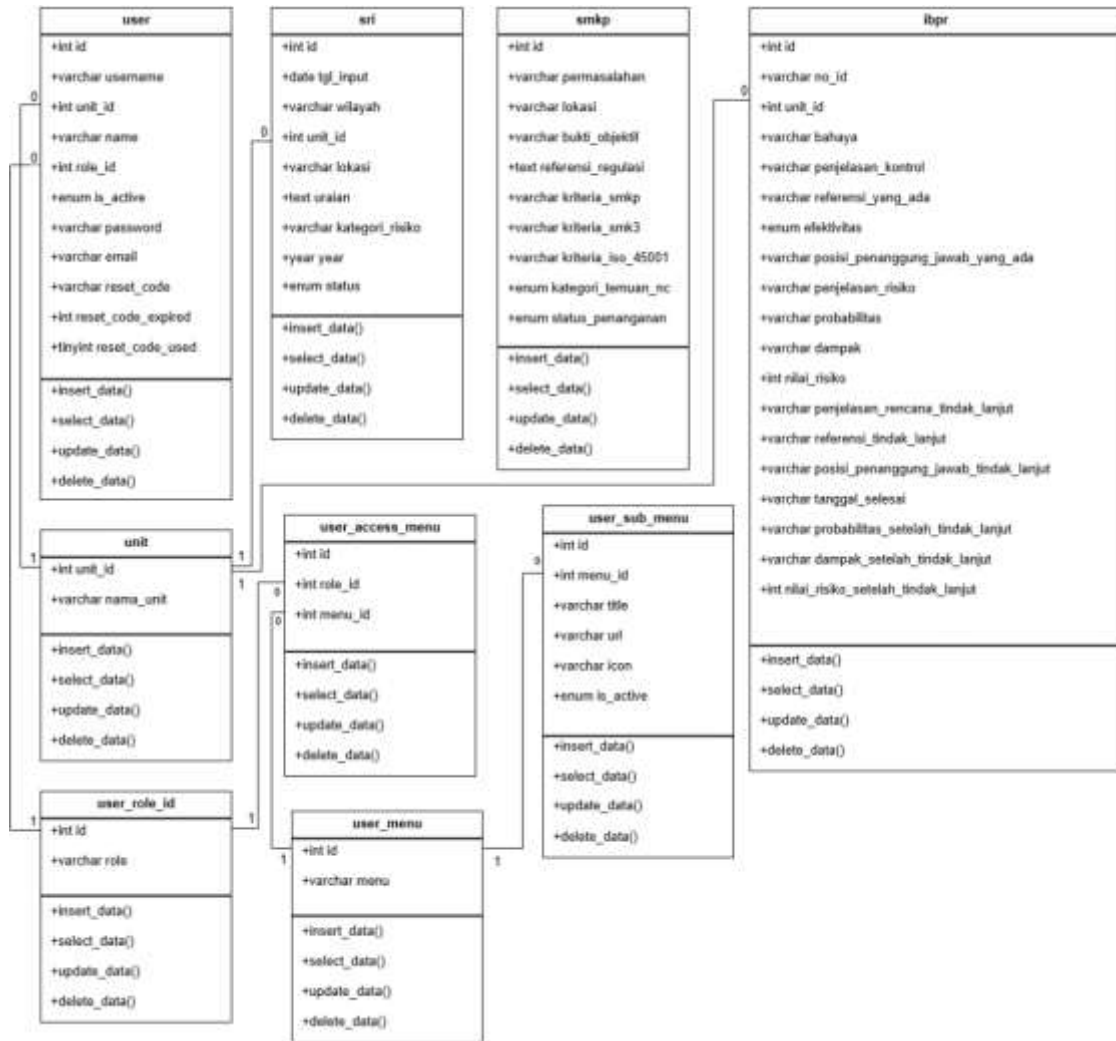 user
+int id
+varchar username
+int unit_id
+varchar name
+int role_id
+enum is_active
+varchar password
+varchar email
+varchar reset_code
+int reset_code_expired
+tinyint reset_code_used
+insert_data()
+select_data()
+update_data()
+delete_data()
0
0
sri
+int id
+date tgl_input
+varchar wilayah
+int unit_id
+varchar lokasi
+text uraian
+varchar kategori_risiko
+year year
+enum status
+insert_data()
+select_data()
+update_data()
+delete_data()
0
smkp
+int id
+varchar permasalahan
+varchar lokasi
+varchar bukti_objektif
+text referensi_regulasi
+varchar kriteria_smkp
+varchar kriteria_smk3
+varchar kriteria_iso_45001
+enum kategori_temuan_nc
+enum status_penanganan
+insert_data()
+select_data()
+update_data()
+delete_data()
ibpr
+int id
+varchar no_id
+int unit_id
+varchar bahaya
+varchar penjelasan_kontrol
+varchar referensi_yang_ada
+enum efektivitas
+varchar posisi_penanggung_jawab_yang_ada
+varchar penjelasan_risiko
+varchar probabilitas
+varchar dampak
+int nilai_risiko
+varchar penjelasan_rencana_tindak_lanjut
+varchar referensi_tindak_lanjut
+varchar posisi_penanggung_jawab_tindak_lanjut
+varchar tanggal_selesai
+varchar probabilitas_setelah_tindak_lanjut
+varchar dampak_setelah_tindak_lanjut
+int nilai_risiko_setelah_tindak_lanjut
+insert_data()
+select_data()
+update_data()
+delete_data()
0
unit
+int unit_id
+varchar nama_unit
+insert_data()
+select_data()
+update_data()
+delete_data()
1
1
1
user_access_menu
+int id
+int role_id
+int menu_id
+insert_data()
+select_data()
+update_data()
+delete_data()
0
0
user_sub_menu
+int id
+int menu_id
+varchar title
+varchar url
+varchar icon
+enum is_active
+insert_data()
+select_data()
+update_data()
+delete_data()
0
user_role_id
+int id
+varchar role
+insert_data()
+select_data()
+update_data()
+delete_data()
1
1
user_menu
+int id
+varchar menu
+insert_data()
+select_data()
+update_data()
+delete_data()
1
1